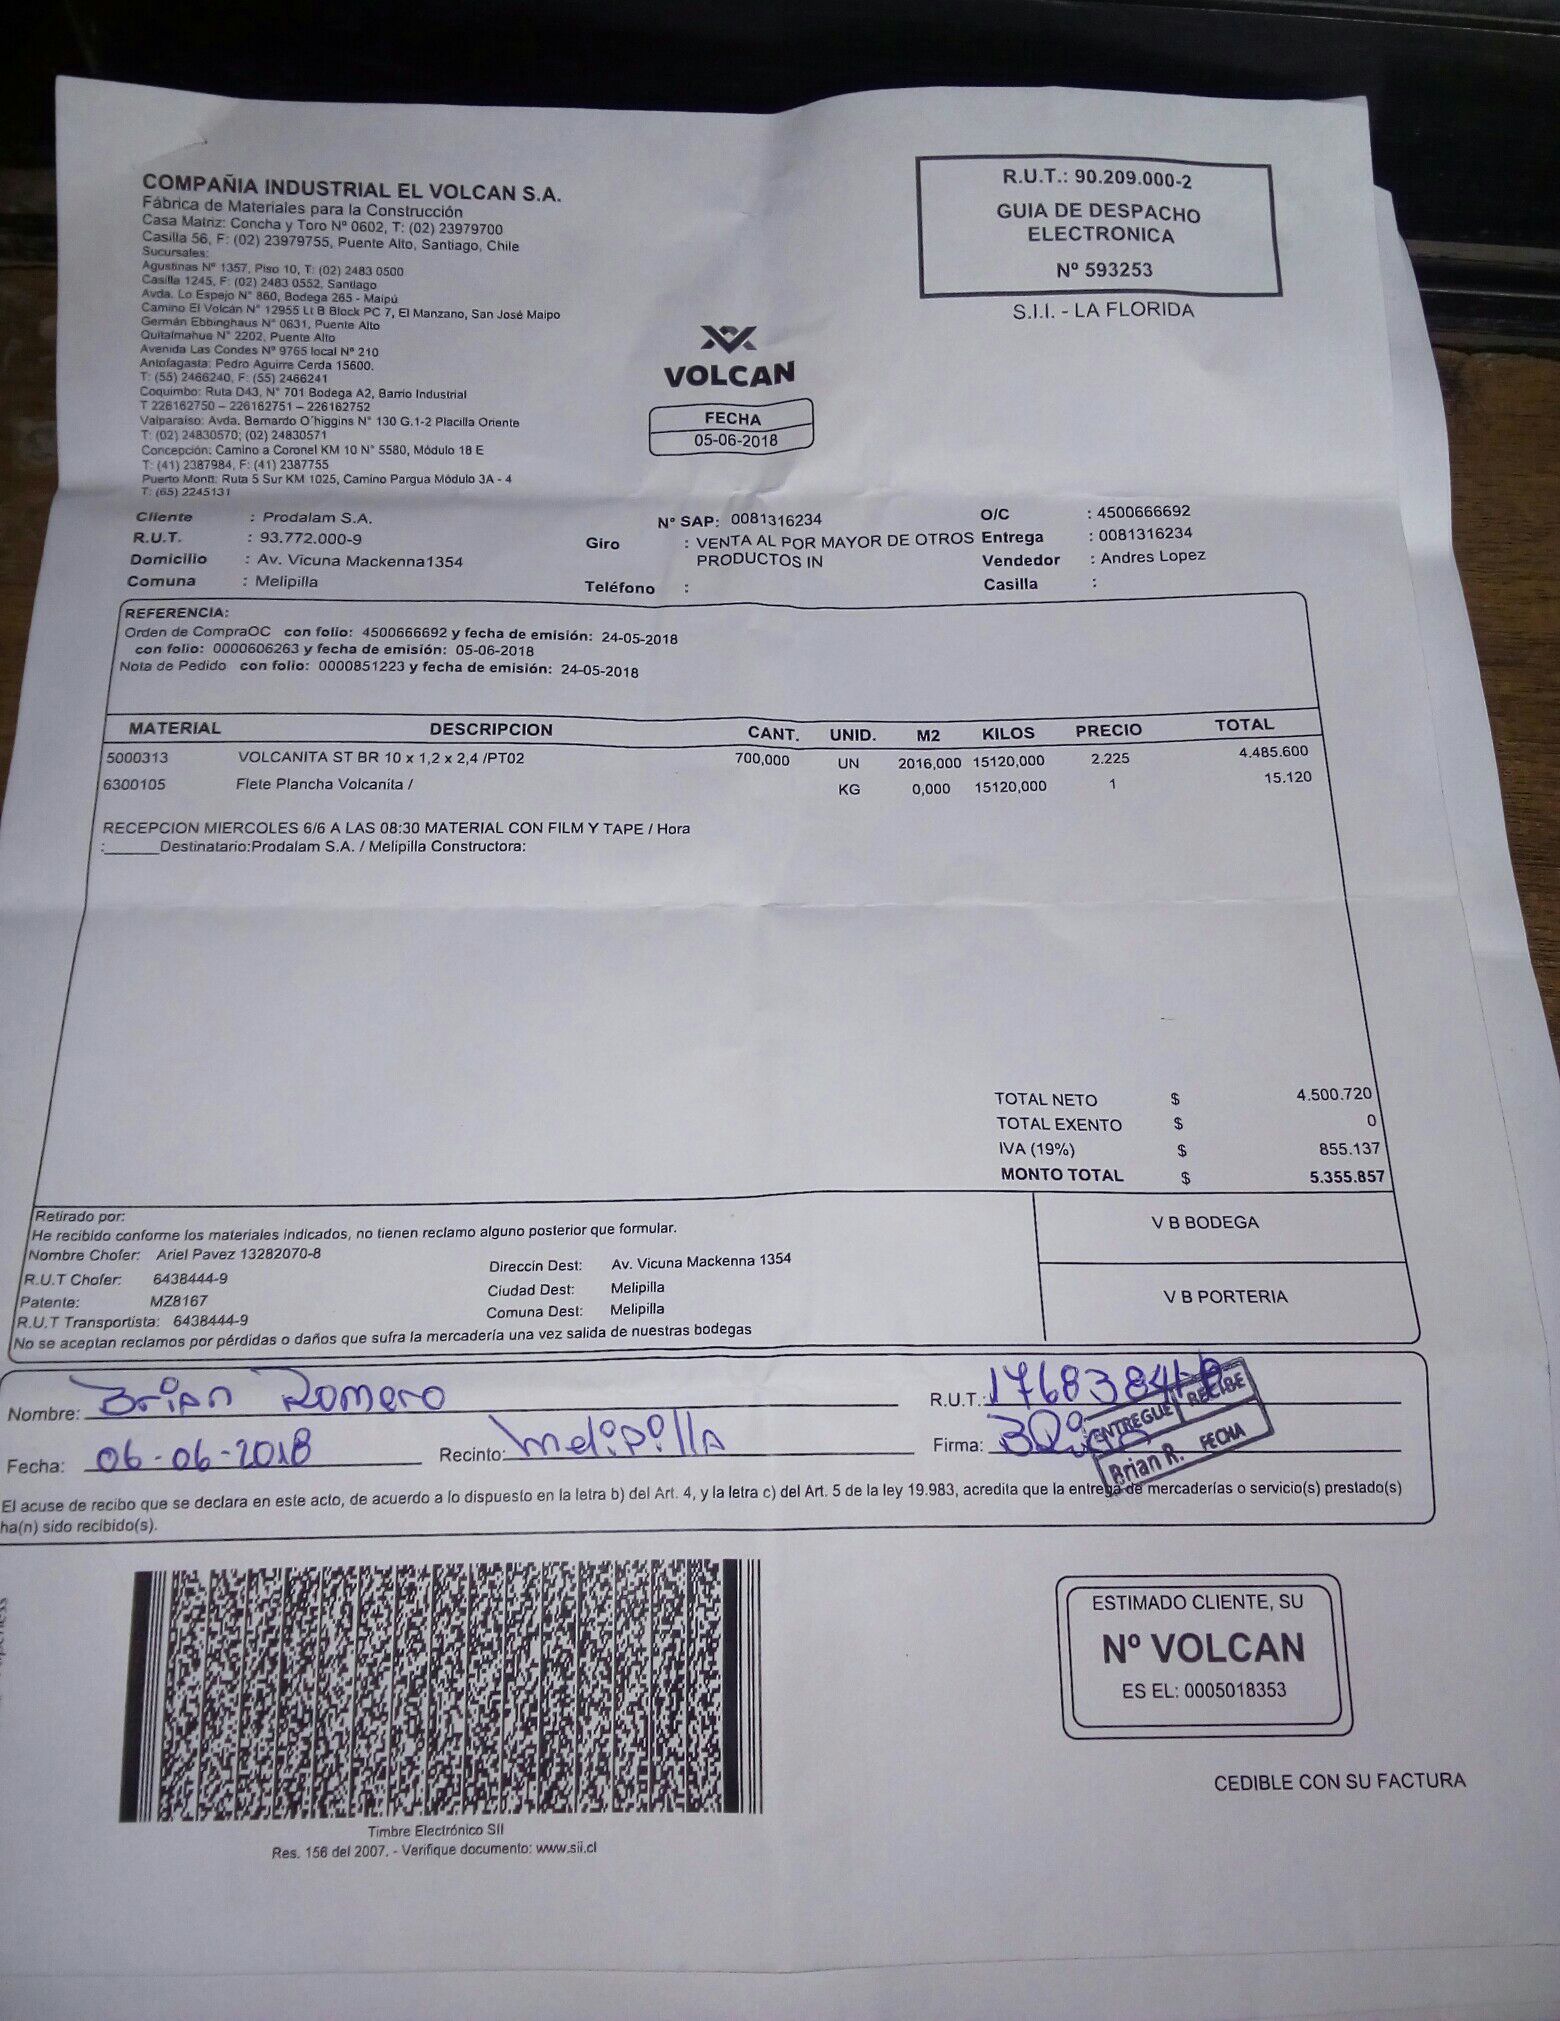 COMPAÑIA INDUSTRIAL EL VOLCAN S.A.
Fábrica de Materiales para la Construcción
Casa Matriz: Concha y Toro Nº 0602, T: (02) 23979700
Casilla 56, F: (02) 23979755, Puente Alto, Santiago, Chile
Sucursales:
Agustinas Nº 1357, Piso 10, T: (02) 2483 0500
Casilla 1245, F: (02) 2483 0552, Santiago
Avda. Lo Espejo N° 860, Bodega 265 - Maipú
Camino El Volcán N° 12955 Lt B Block PC 7, El Manzano, San José Maipo
Germán Ebbinghaus N° 0631, Puente Alto
Quitalmahue N° 2202, Puente Alto
Avenida Las Condes Nº 9765 local Nº 210
Antofagasta: Pedro Aguirre Cerda 15600.
T: (55) 2466240, F: (55) 2466241
Coquimbo: Ruta D43, N° 701 Bodega A2, Barrio Industrial
T 226162750 – 226162751 – 226162752
Valparaíso: Avda. Bernardo O'higgins N° 130 G.1-2 Placilla Oriente
T: (02) 24830570; (02) 24830571
Concepción: Camino a Coronel KM 10 N° 5580, Módulo 18 E
T: (41) 2387984, F: (41) 2387755
Puerto Montt: Ruta 5 Sur KM 1025, Camino Pargua Módulo 3A - 4
T: (65) 2245131
R.U.T.: 90.209.000-2
GUIA DE DESPACHO
ELECTRONICA
Nº 593253
S.I.I. - LA FLORIDA
VOLCAN
FECHA
05-06-2018
Cliente : Prodalam S.A. Nº SAP: 0081316234 O/C : 4500666692
R.U.T. : 93.772.000-9 Giro : VENTA AL POR MAYOR DE OTROS Entrega : 0081316234
Domicilio : Av. Vicuna Mackenna1354 PRODUCTOS IN Vendedor : Andres Lopez
Comuna : Melipilla Teléfono : Casilla :
REFERENCIA:
Orden de CompraOC con folio: 4500666692 y fecha de emisión: 24-05-2018
con folio: 0000606263 y fecha de emisión: 05-06-2018
Nota de Pedido con folio: 0000851223 y fecha de emisión: 24-05-2018
MATERIAL DESCRIPCION CANT. UNID. M2 KILOS PRECIO TOTAL
5000313 VOLCANITA ST BR 10 x 1,2 x 2,4 /PT02 700,000 UN 2016,000 15120,000 2.225 4.485.600
6300105 Flete Plancha Volcanita / KG 0,000 15120,000 1 15.120
RECEPCION MIERCOLES 6/6 A LAS 08:30 MATERIAL CON FILM Y TAPE / Hora
:______Destinatario:Prodalam S.A. / Melipilla Constructora:
TOTAL NETO $ 4.500.720
TOTAL EXENTO $ 0
IVA (19%) $ 855.137
MONTO TOTAL $ 5.355.857
Retirado por:
He recibido conforme los materiales indicados, no tienen reclamo alguno posterior que formular.
Nombre Chofer: Ariel Pavez 13282070-8 Direccin Dest: Av. Vicuna Mackenna 1354
R.U.T Chofer: 6438444-9 Ciudad Dest: Melipilla
Patente: MZ8167 Comuna Dest: Melipilla
R.U.T Transportista: 6438444-9
No se aceptan reclamos por pérdidas o daños que sufra la mercadería una vez salida de nuestras bodegas
V B BODEGA
V B PORTERIA
Nombre: Brian Romero R.U.T.:
Fecha: 06-06-2018 Recinto: Melipilla Firma: Brian
ENTREGUE RECIBE
Brian R. FECHA
El acuse de recibo que se declara en este acto, de acuerdo a lo dispuesto en la letra b) del Art. 4, y la letra c) del Art. 5 de la ley 19.983, acredita que la entrega de mercaderías o servicio(s) prestado(s)
ha(n) sido recibido(s).
Timbre Electrónico SII
Res. 156 del 2007. - Verifique documento: www.sii.cl
ESTIMADO CLIENTE, SU
Nº VOLCAN
ES EL: 0005018353
CEDIBLE CON SU FACTURA